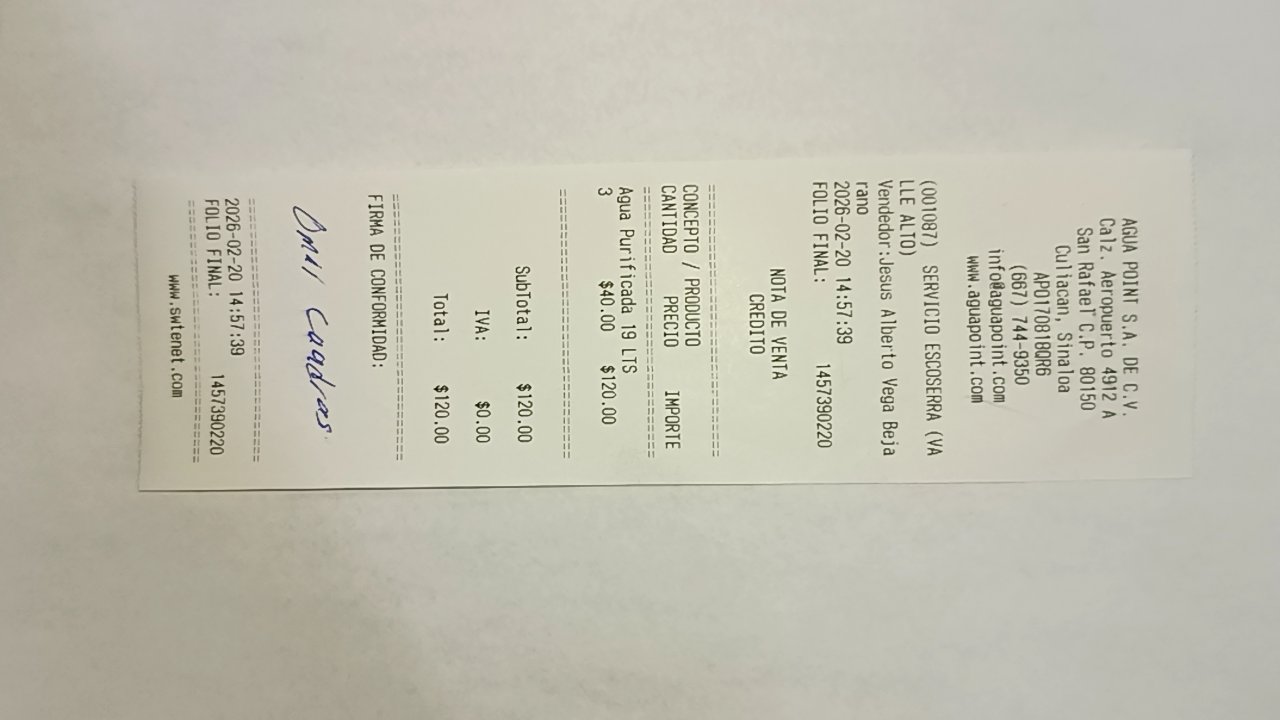 AGUA POINT S.A. DE C.V.
Calz. Aeropuerto 4912 A
San Rafael C.P. 80150
Culiacan, Sinaloa
APO170818QR6
(667) 744-9350
info@aguapoint.com
www.aguapoint.com
(001087) SERVICIO ESCOSERRA (VA
LLE ALTO)
Vendedor:Jesus Alberto Vega Beja
rano
2026-02-20 14:57:39
FOLIO FINAL: 1457390220
NOTA DE VENTA
CREDITO
CONCEPTO / PRODUCTO
CANTIDAD PRECIO IMPORTE
Agua Purificada 19 LTS
3 $40.00 $120.00
SubTotal: $120.00
IVA: $0.00
Total: $120.00
FIRMA DE CONFORMIDAD:
Omar Cuadras
2026-02-20 14:57:39
FOLIO FINAL: 1457390220
www.swtenet.com